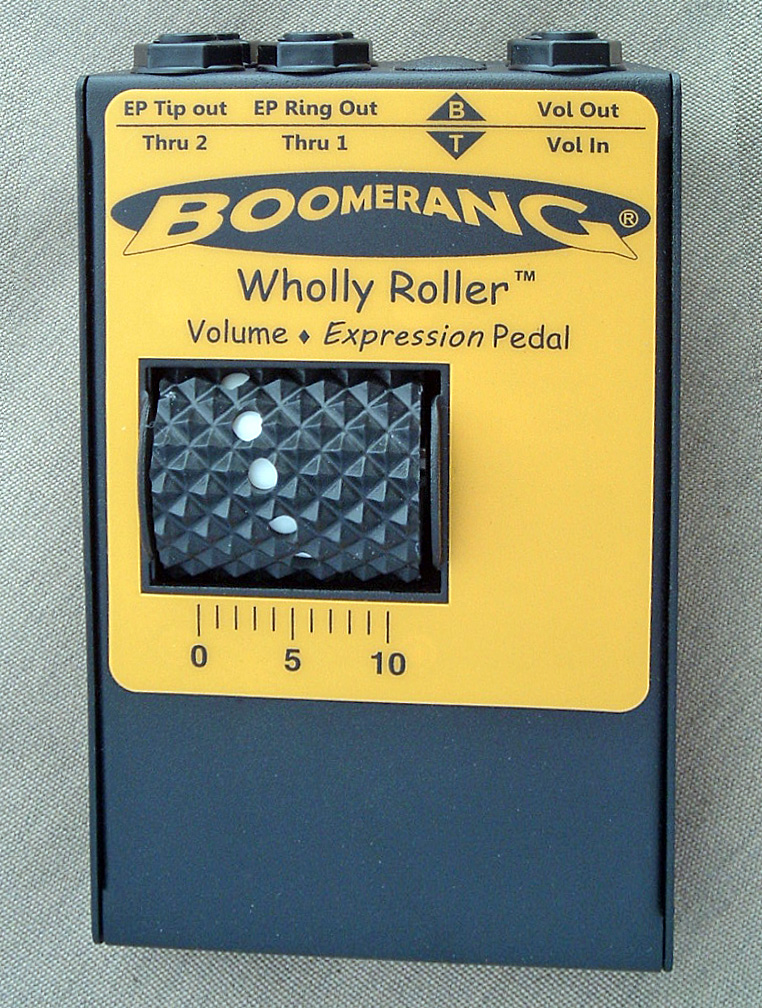 EP Tip out EP Ring Out B Vol Out
Thru 2 Thru 1 T Vol In
BOOMERANG®
Wholly Roller™
Volume ♦ Expression Pedal
0 5 10